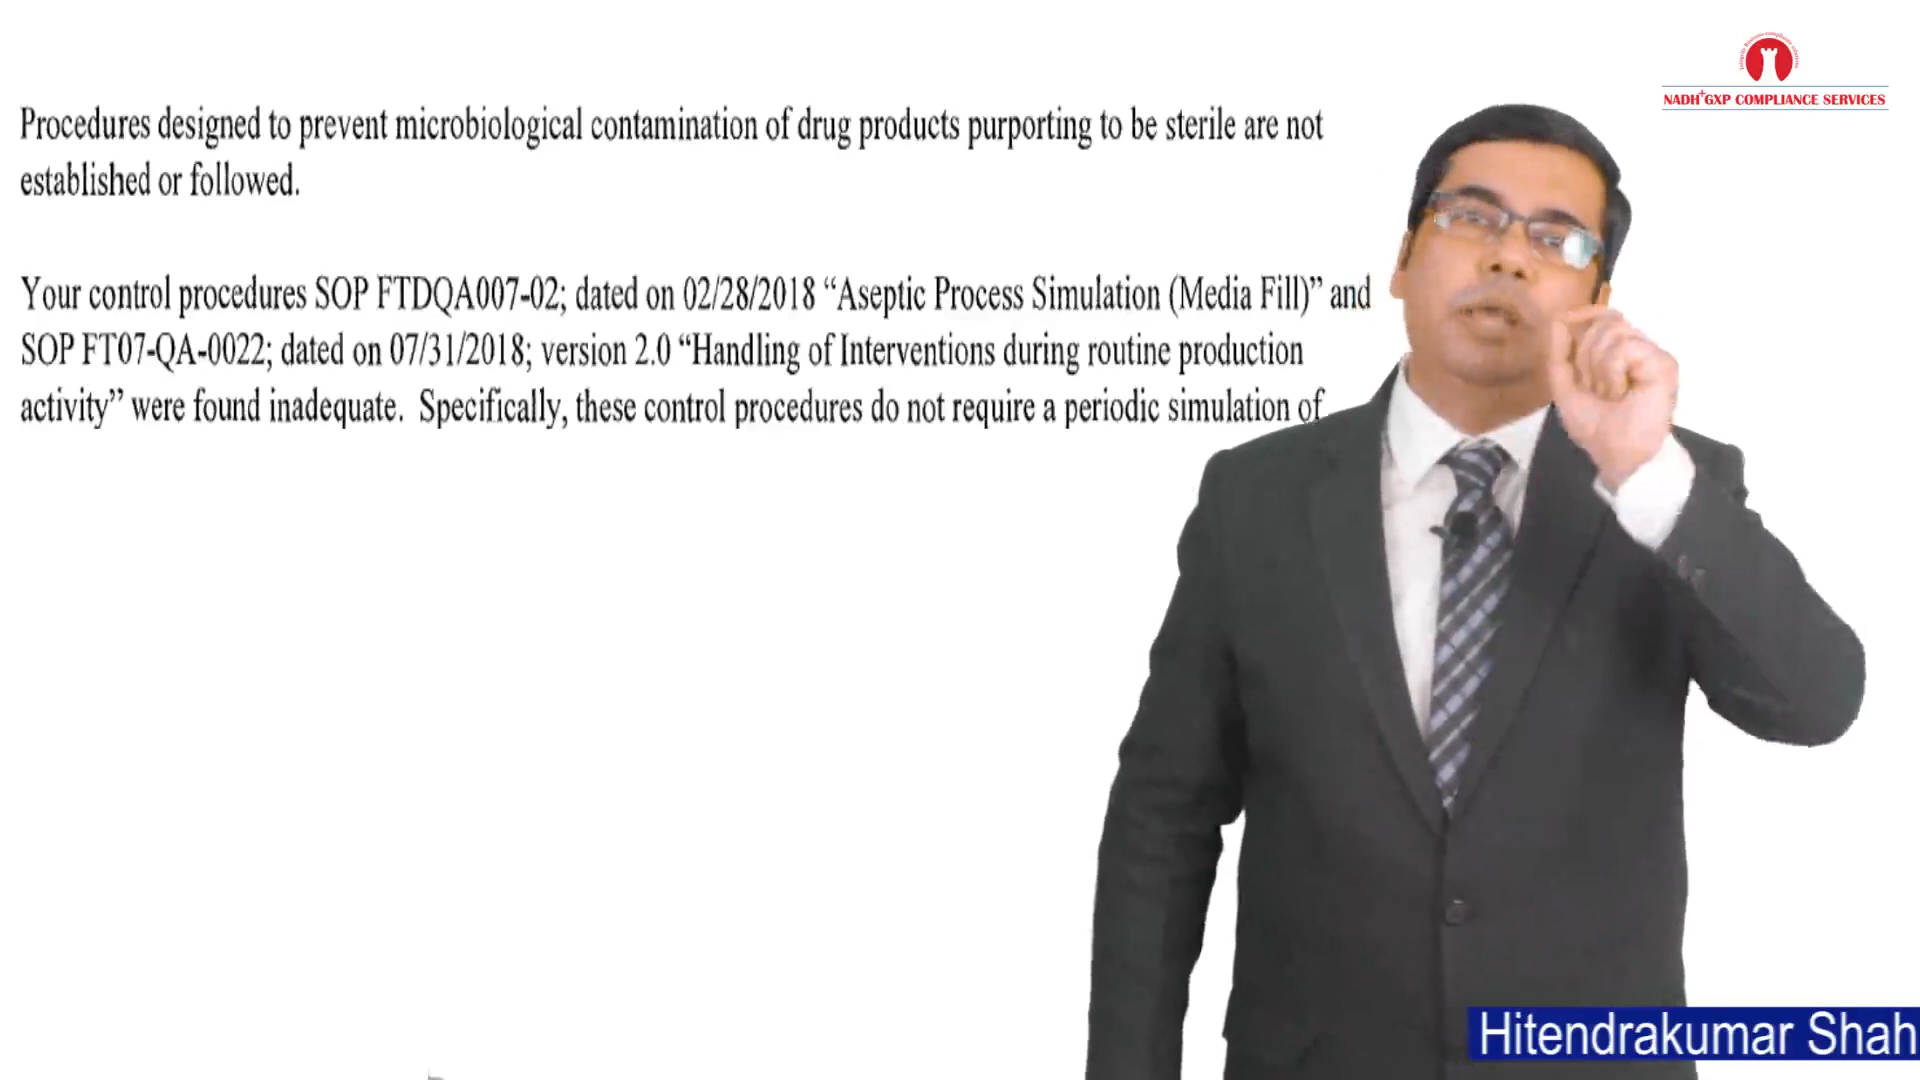 NADH+GXP COMPLIANCE SERVICES
Procedures designed to prevent microbiological contamination of drug products purporting to be sterile are not
established or followed.
Your control procedures SOP FTDQA007-02; dated on 02/28/2018 “Aseptic Process Simulation (Media Fill)” and
SOP FT07-QA-0022; dated on 07/31/2018; version 2.0 “Handling of Interventions during routine production
activity” were found inadequate.  Specifically, these control procedures do not require a periodic simulation of
Hitendrakumar Shah